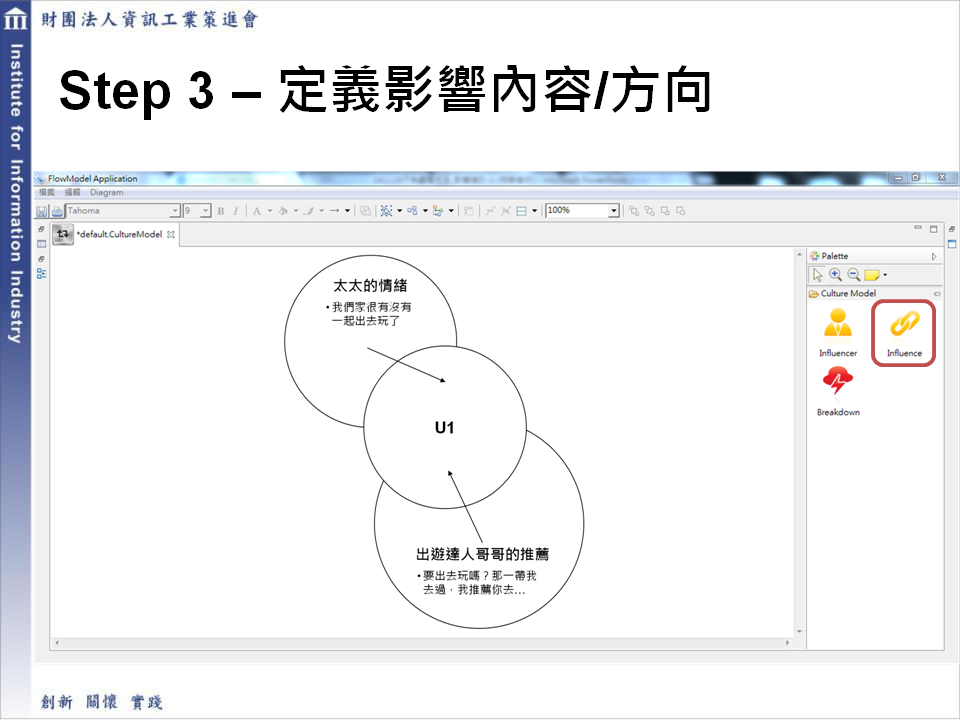 財團法人資訊工業策進會
Institute for Information Industry
Step 3 – 定義影響內容/方向
FlowModel Application
檔案 編輯 Diagram
Tahoma 9 B I A 100%
*default.CultureModel
太太的情緒
•我們家很有沒有
一起出去玩了
U1
出遊達人哥哥的推薦
•要出去玩嗎？那一帶我
去過，我推薦你去…
Palette
Culture Model
Influencer
Influence
Breakdown
創新 關懷 實踐